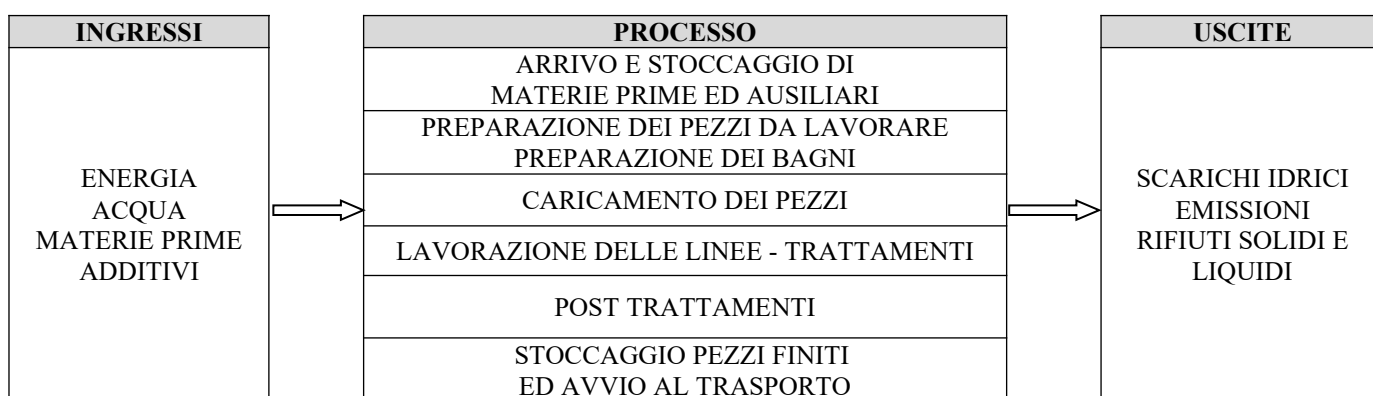 INGRESSI
ENERGIA
ACQUA
MATERIE PRIME
ADDITIVI
PROCESSO
ARRIVO E STOCCAGGIO DI
MATERIE PRIME ED AUSILIARI
PREPARAZIONE DEI PEZZI DA LAVORARE
PREPARAZIONE DEI BAGNI
CARICAMENTO DEI PEZZI
LAVORAZIONE DELLE LINEE - TRATTAMENTI
POST TRATTAMENTI
STOCCAGGIO PEZZI FINITI
ED AVVIO AL TRASPORTO
USCITE
SCARICHI IDRICI
EMISSIONI
RIFIUTI SOLIDI E
LIQUIDI